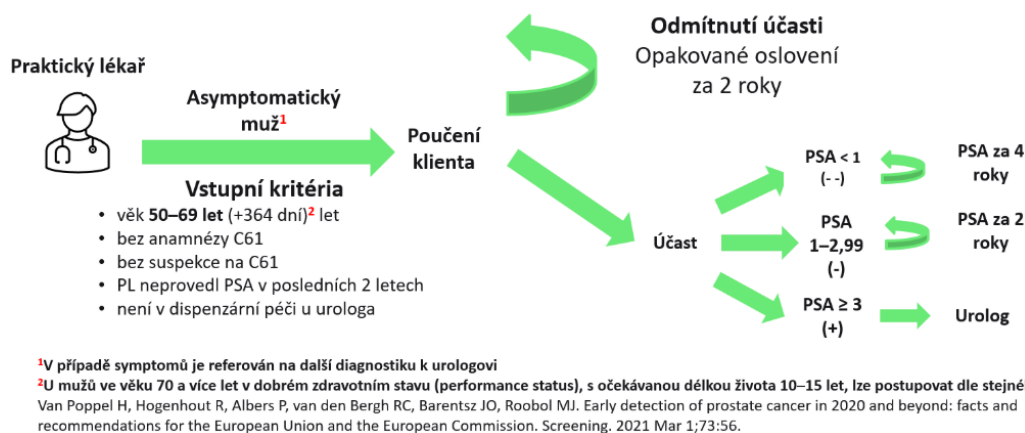 Praktický lékař
Asymptomatický
muž¹
Vstupní kritéria
• věk 50–69 let (+364 dní)² let
• bez anamnézy C61
• bez suspekce na C61
• PL neprovedl PSA v posledních 2 letech
• není v dispenzární péči u urologa
Poučení
klienta
Odmítnutí účasti
Opakované oslovení
za 2 roky
Účast
PSA < 1
(- -)
PSA za 4
roky
PSA
1–2,99
(-)
PSA za 2
roky
PSA ≥ 3
(+)
Urolog
¹V případě symptomů je referován na další diagnostiku k urologovi
²U mužů ve věku 70 a více let v dobrém zdravotním stavu (performance status), s očekávanou délkou života 10–15 let, lze postupovat dle stejné
Van Poppel H, Hogenhout R, Albers P, van den Bergh RC, Barentsz JO, Roobol MJ. Early detection of prostate cancer in 2020 and beyond: facts and
recommendations for the European Union and the European Commission. Screening. 2021 Mar 1;73:56.